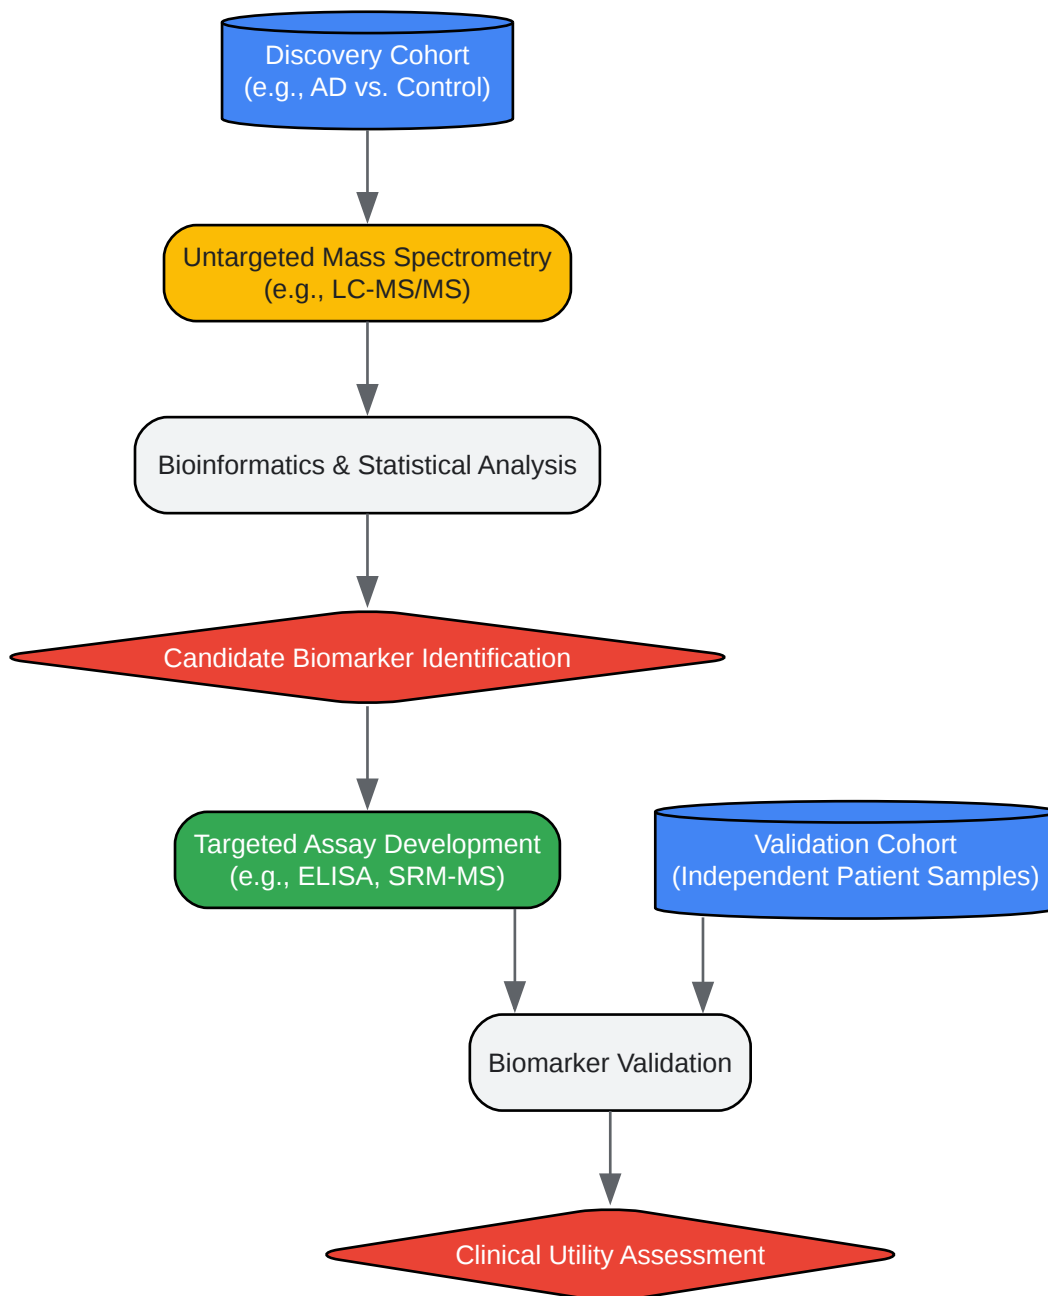 Discovery Cohort
(e.g., AD vs. Control)
Untargeted Mass Spectrometry
(e.g., LC-MS/MS)
Bioinformatics & Statistical Analysis
Candidate Biomarker Identification
Targeted Assay Development
(e.g., ELISA, SRM-MS)
Validation Cohort
(Independent Patient Samples)
Biomarker Validation
Clinical Utility Assessment